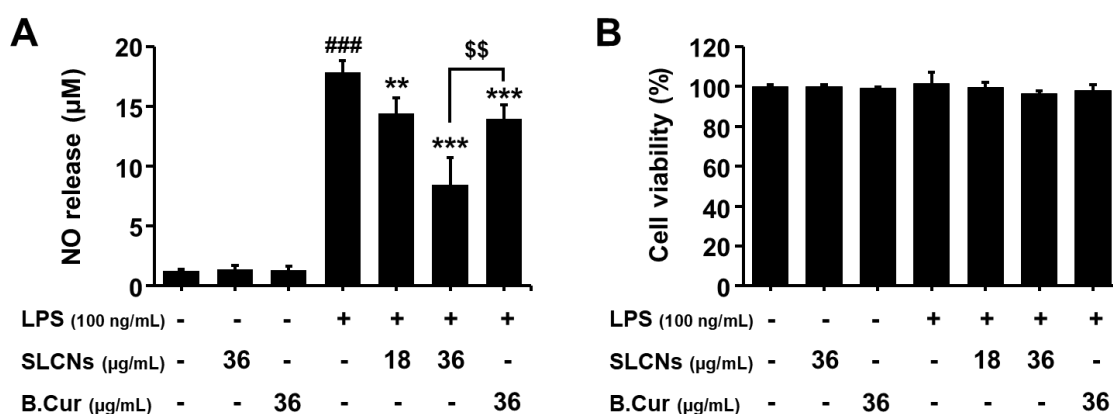 A
NO release (µM)
20
15
10
5
0
###
**
***
$$
***
LPS (100 ng/mL) - - - + + + +
SLCNs (µg/mL) - 36 - - 18 36 -
B.Cur (µg/mL) - - 36 - - - 36
B
Cell viability (%)
120
100
80
60
40
20
0
LPS (100 ng/mL) - - - + + + +
SLCNs (µg/mL) - 36 - - 18 36 -
B.Cur (µg/mL) - - 36 - - - 36